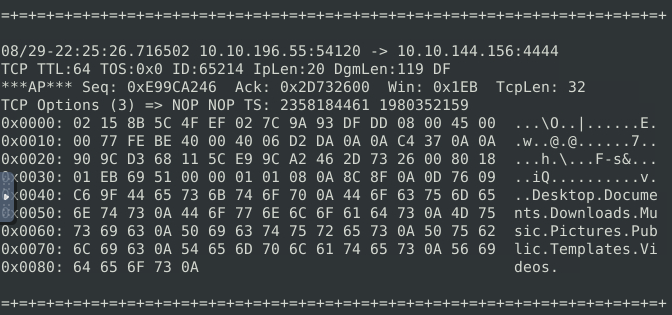 =+=+=+=+=+=+=+=+=+=+=+=+=+=+=+=+=+=+=+=+=+=+=+=+=+=+=+=+=+=+=+=+=+=+=+=+=+
08/29-22:25:26.716502 10.10.196.55:54120 -> 10.10.144.156:4444
TCP TTL:64 TOS:0x0 ID:65214 IpLen:20 DgmLen:119 DF
***AP*** Seq: 0xE99CA246  Ack: 0x2D732600  Win: 0x1EB  TcpLen: 32
TCP Options (3) => NOP NOP TS: 2358184461 1980352159
0x0000: 02 15 8B 5C 4F EF 02 7C 9A 93 DF DD 08 00 45 00  ...\O..|......E.
0x0010: 00 77 FE BE 40 00 40 06 D2 DA 0A 0A C4 37 0A 0A  .w..@.@......7..
0x0020: 90 9C D3 68 11 5C E9 9C A2 46 2D 73 26 00 80 18  ...h.\...F-s&...
0x0030: 01 EB 69 51 00 00 01 01 08 0A 8C 8F 0A 0D 76 09  ..iQ..........v.
0x0040: C6 9F 44 65 73 6B 74 6F 70 0A 44 6F 63 75 6D 65  ..Desktop.Docume
0x0050: 6E 74 73 0A 44 6F 77 6E 6C 6F 61 64 73 0A 4D 75  nts.Downloads.Mu
0x0060: 73 69 63 0A 50 69 63 74 75 72 65 73 0A 50 75 62  sic.Pictures.Pub
0x0070: 6C 69 63 0A 54 65 6D 70 6C 61 74 65 73 0A 56 69  lic.Templates.Vi
0x0080: 64 65 6F 73 0A  deos.
=+=+=+=+=+=+=+=+=+=+=+=+=+=+=+=+=+=+=+=+=+=+=+=+=+=+=+=+=+=+=+=+=+=+=+=+=+